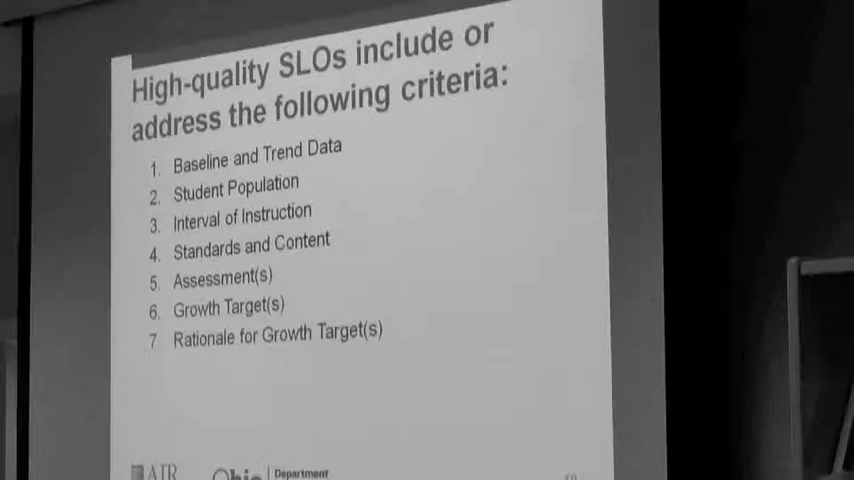 High-quality SLOs include or
address the following criteria:
1. Baseline and Trend Data
2. Student Population
3. Interval of Instruction
4. Standards and Content
5. Assessment(s)
6. Growth Target(s)
7 Rationale for Growth Target(s)
AIR
Ohio | Department